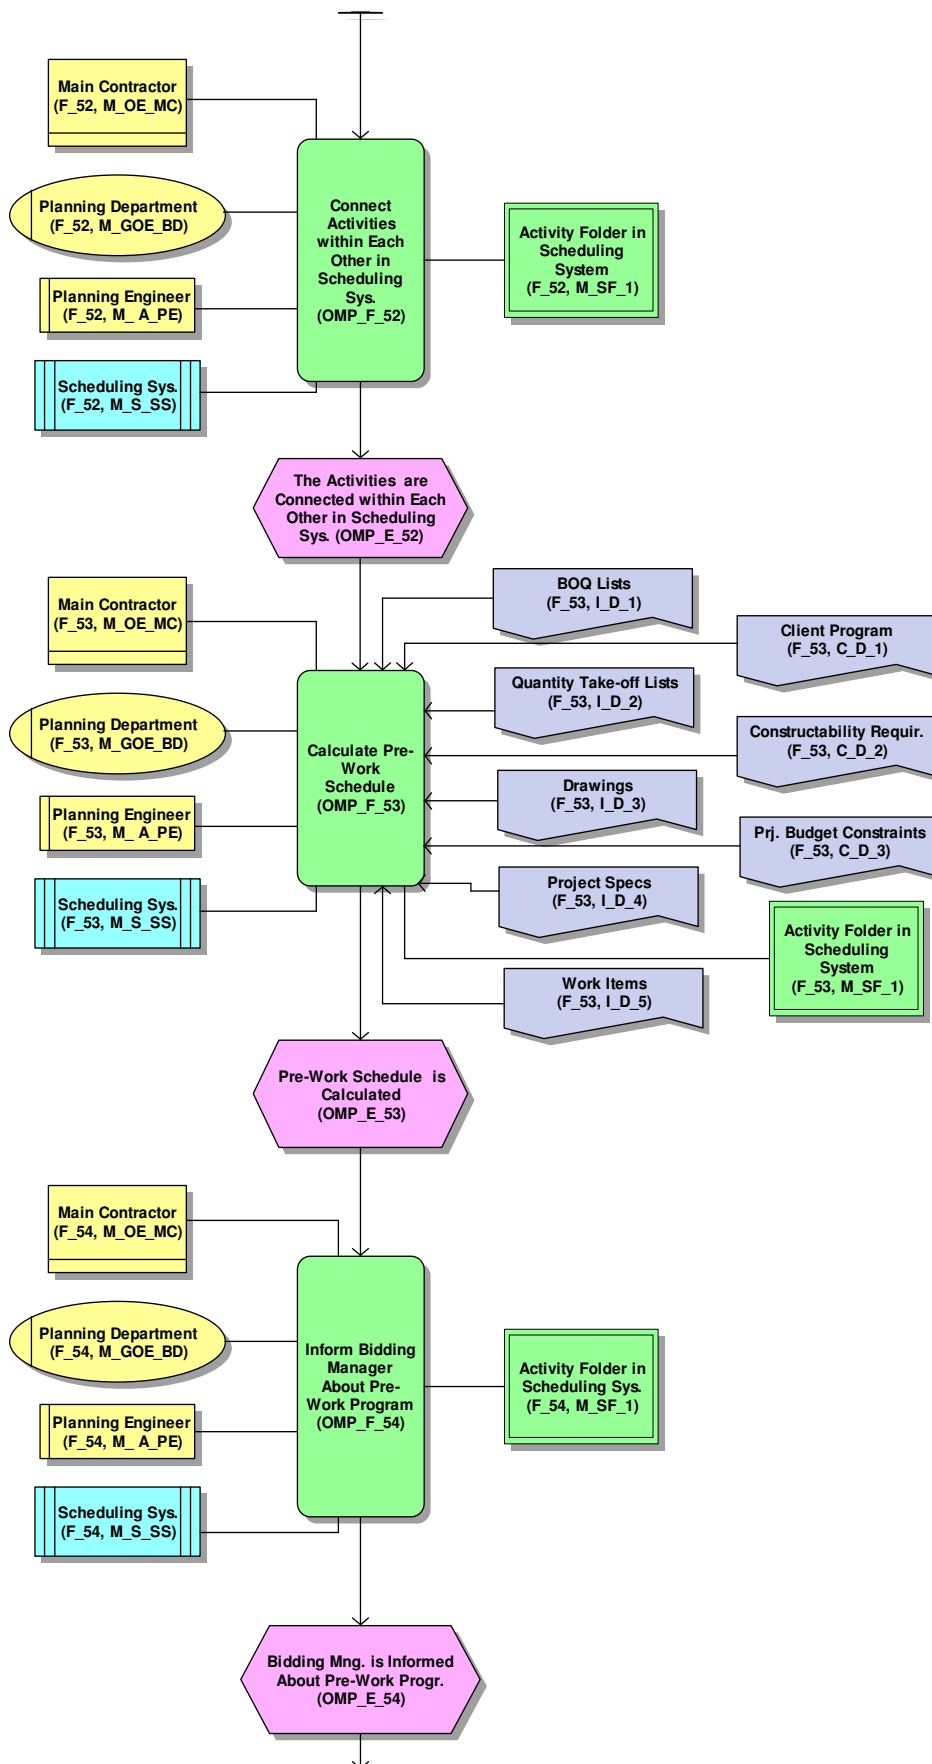 Main Contractor
(F_52, M_OE_MC)
Planning Department
(F_52, M_GOE_BD)
Planning Engineer
(F_52, M_ A_PE)
Scheduling Sys.
(F_52, M_S_SS)
Connect
Activities
within Each
Other in
Scheduling
Sys.
(OMP_F_52)
Activity Folder in
Scheduling
System
(F_52, M_SF_1)
The Activities are
Connected within Each
Other in Scheduling
Sys. (OMP_E_52)
Main Contractor
(F_53, M_OE_MC)
Planning Department
(F_53, M_GOE_BD)
Planning Engineer
(F_53, M_ A_PE)
Scheduling Sys.
(F_53, M_S_SS)
Calculate Pre-
Work
Schedule
(OMP_F_53)
BOQ Lists
(F_53, I_D_1)
Client Program
(F_53, C_D_1)
Quantity Take-off Lists
(F_53, I_D_2)
Constructability Requir.
(F_53, C_D_2)
Drawings
(F_53, I_D_3)
Prj. Budget Constraints
(F_53, C_D_3)
Project Specs
(F_53, I_D_4)
Activity Folder in
Scheduling
System
(F_53, M_SF_1)
Work Items
(F_53, I_D_5)
Pre-Work Schedule is
Calculated
(OMP_E_53)
Main Contractor
(F_54, M_OE_MC)
Planning Department
(F_54, M_GOE_BD)
Planning Engineer
(F_54, M_ A_PE)
Scheduling Sys.
(F_54, M_S_SS)
Inform Bidding
Manager
About Pre-
Work Program
(OMP_F_54)
Activity Folder in
Scheduling Sys.
(F_54, M_SF_1)
Bidding Mng. is Informed
About Pre-Work Progr.
(OMP_E_54)